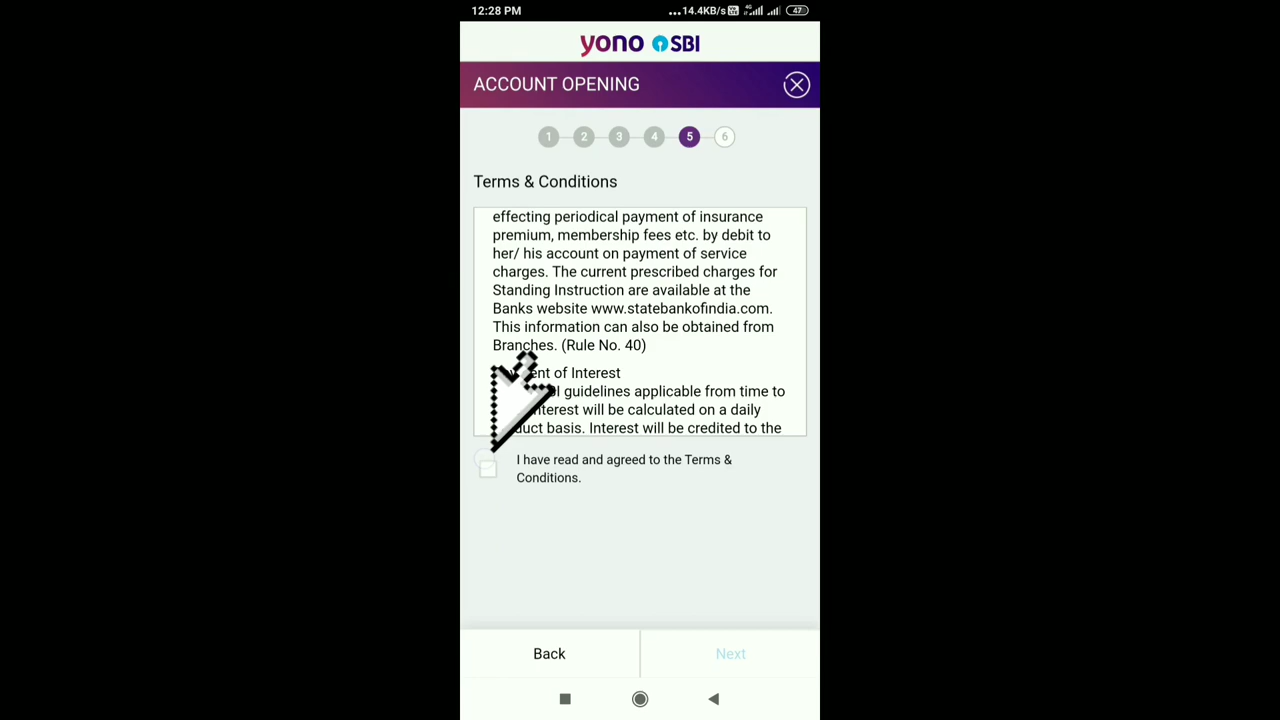 12:28 PM
...14.4KB/s
4G
47
yono SBI
ACCOUNT OPENING
1 2 3 4 5 6
Terms & Conditions
effecting periodical payment of insurance
premium, membership fees etc. by debit to
her/ his account on payment of service
charges. The current prescribed charges for
Standing Instruction are available at the
Banks website www.statebankofindia.com.
This information can also be obtained from
Branches. (Rule No. 40)
of Interest
guidelines applicable from time to
interest will be calculated on a daily
basis. Interest will be credited to the
I have read and agreed to the Terms &
Conditions.
Back
Next